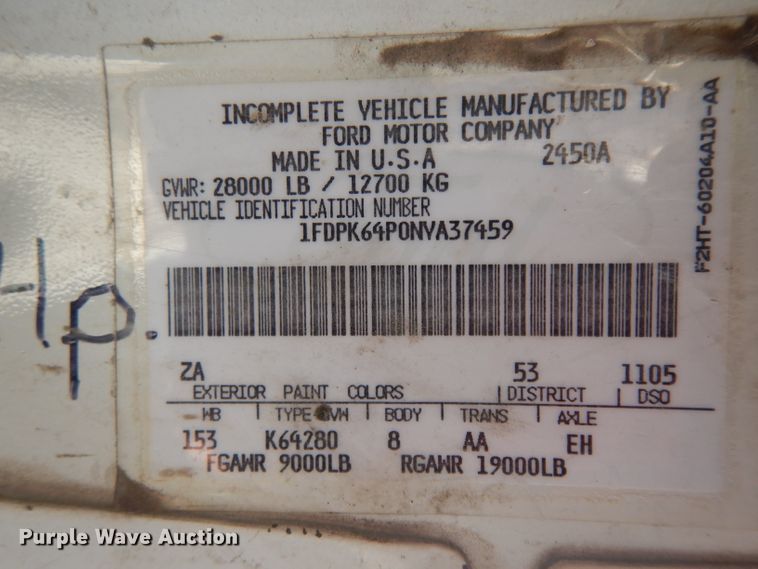 INCOMPLETE VEHICLE MANUFACTURED BY
FORD MOTOR COMPANY
MADE IN U.S.A 2450A
GVWR: 28000 LB / 12700 KG
VEHICLE IDENTIFICATION NUMBER
1FDPK64P0NVA37459
F2HT-60204A10-AA
Hp.
ZA 53 1105
EXTERIOR PAINT COLORS DISTRICT DSO
WB TYPE GVW BODY TRANS AXLE
153 K64280 8 AA EH
FGAWR 9000LB RGAWR 19000LB
Purple Wave Auction